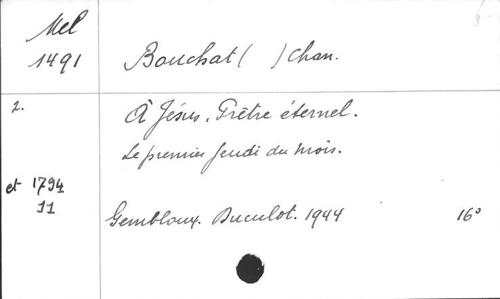 Mel
1491
Bouchat ( ) Chan.
2.
À Jésus, Prêtre éternel.
Le premier Jeudi du Mois.
et 1794
11
Gembloux. Duculot. 1944
16°